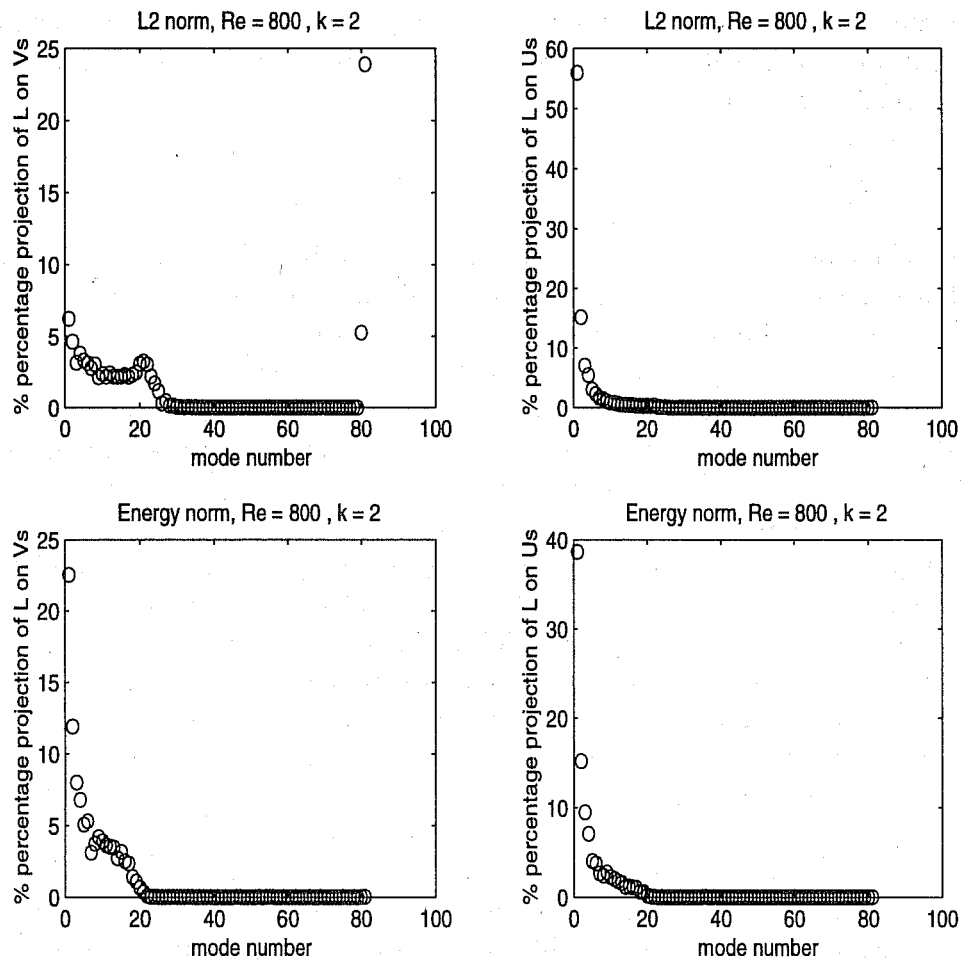 L2 norm, Re = 800 , k = 2
% percentage projection of L on Vs
25
20
15
10
5
0
0 20 40 60 80 100
mode number
L2 norm, Re = 800 , k = 2
% percentage projection of L on Us
60
50
40
30
20
10
0
0 20 40 60 80 100
mode number
Energy norm, Re = 800 , k = 2
% percentage projection of L on Vs
25
20
15
10
5
0
0 20 40 60 80 100
mode number
Energy norm, Re = 800 , k = 2
% percentage projection of L on Us
40
30
20
10
0
0 20 40 60 80 100
mode number